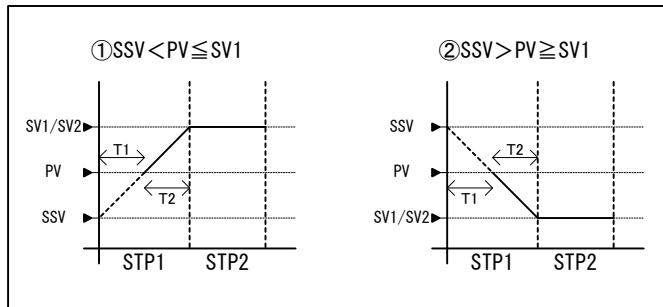 ①SSV<PV≦SV1
SV1/SV2
T1
PV
T2
SSV
STP1 STP2
②SSV>PV≧SV1
SSV
T2
PV
T1
SV1/SV2
STP1 STP2